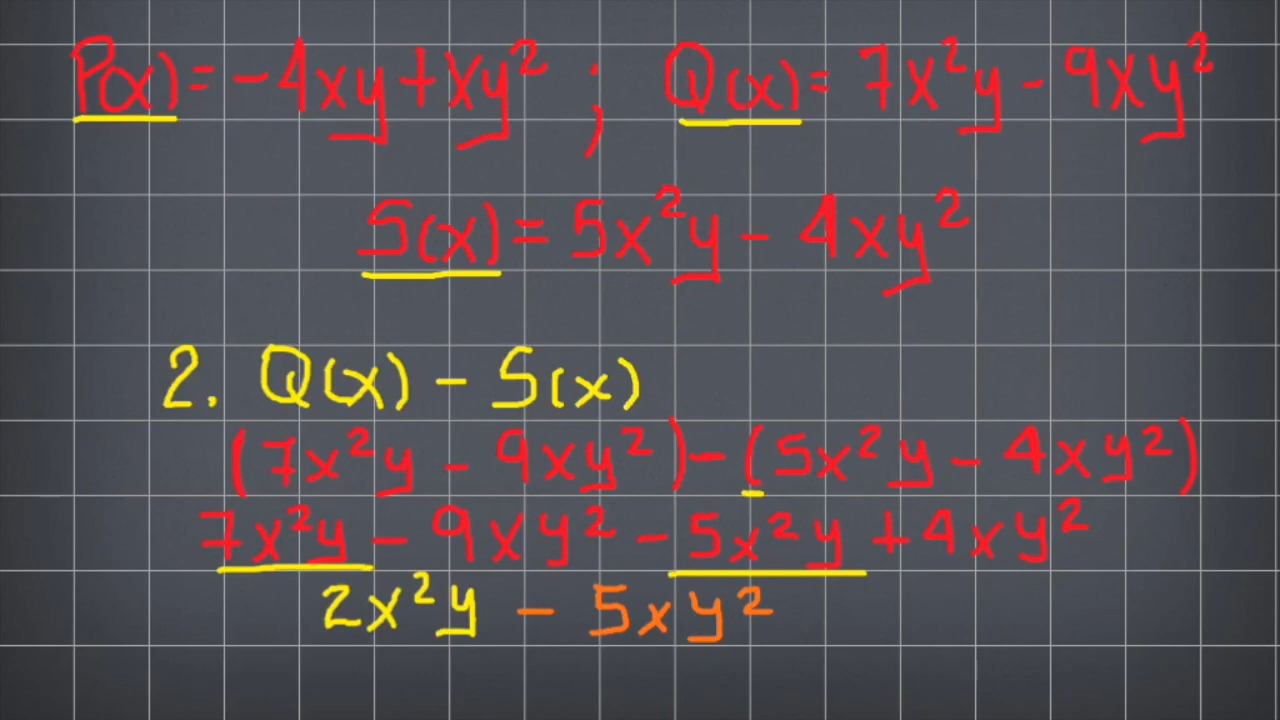 P(x) = -4xy + xy² ; Q(x) = 7x²y - 9xy²
S(x) = 5x²y - 4xy²
2. Q(x) - S(x)
(7x²y - 9xy²) - (5x²y - 4xy²)
7x²y - 9xy² - 5x²y + 4xy²
2x²y - 5xy²